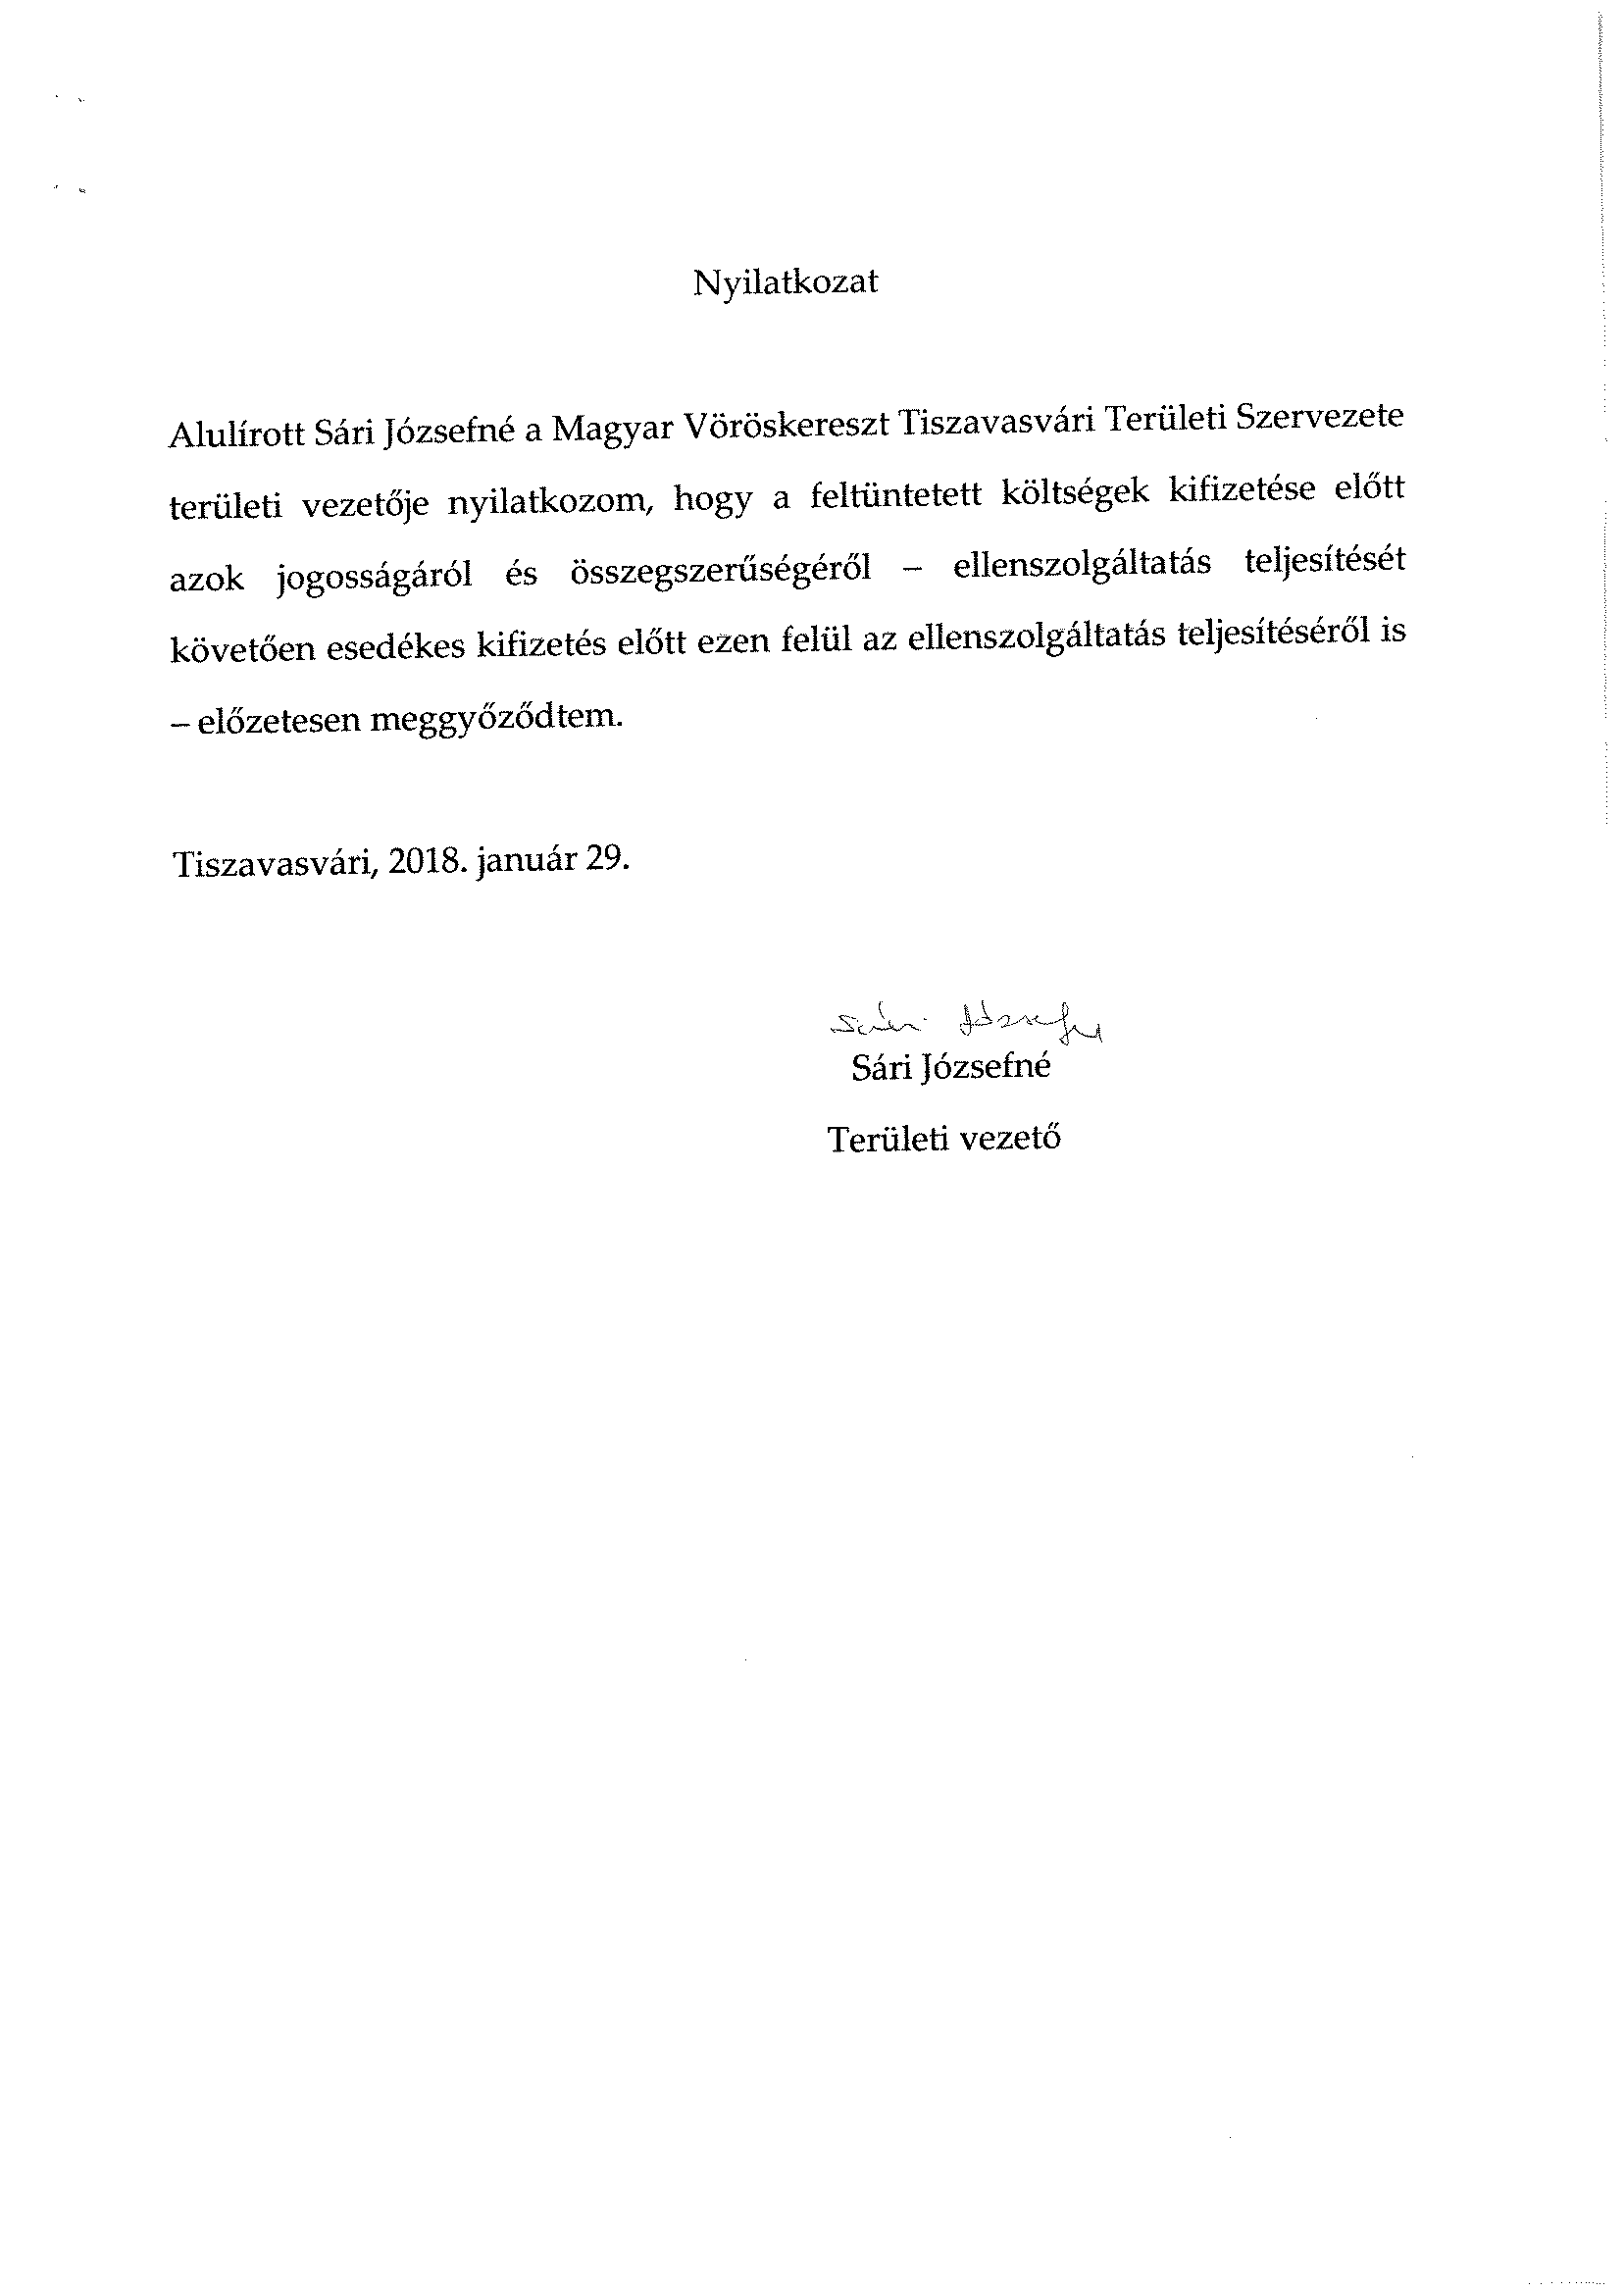 Nyilatkozat
Alulírott Sári Józsefné a Magyar Vöröskereszt Tiszavasvári Területi Szervezete
területi vezetője nyilatkozom, hogy a feltüntetett költségek kifizetése előtt
azok jogosságáról és összegszerűségéről – ellenszolgáltatás teljesítését
követően esedékes kifizetés előtt ezen felül az ellenszolgáltatás teljesítéséről is
– előzetesen meggyőződtem.
Tiszavasvári, 2018. január 29.
Sári Józsefné
Sári Józsefné
Területi vezető